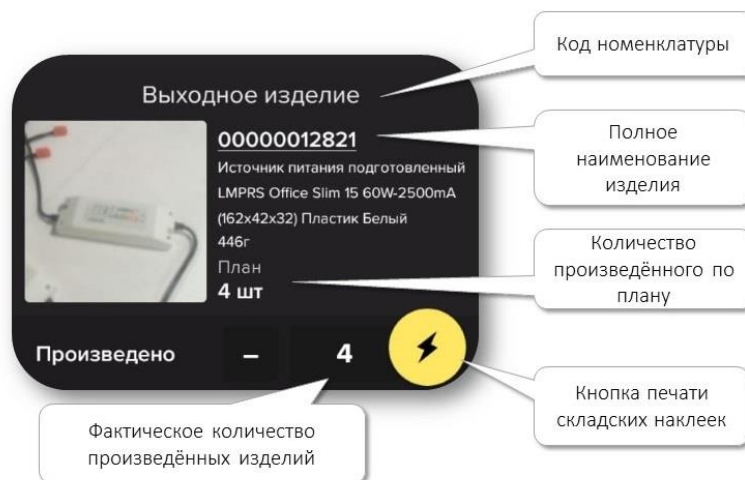 Код номенклатуры
Выходное изделие
00000012821
Источник питания подготовленный
LMPRS Office Slim 15 60W-2500mA
(162x42x32) Пластик Белый
446г
План
4 шт
Полное
наименование
изделия
Количество
произведённого по
плану
Произведено
–
4
Кнопка печати
складских наклеек
Фактическое количество
произведённых изделий